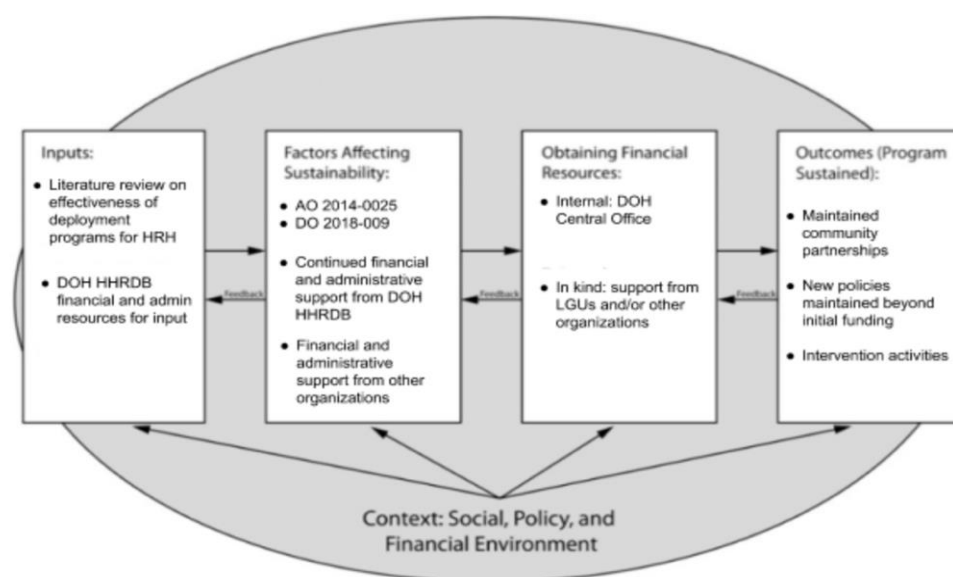 Inputs:
● Literature review on
effectiveness of
deployment
programs for HRH
● DOH HHRDB
financial and admin
resources for input
Factors Affecting
Sustainability:
● AO 2014-0025
● DO 2018-009
● Continued financial
and administrative
support from DOH
HHRDB
● Financial and
administrative
support from other
organizations
Obtaining Financial
Resources:
● Internal: DOH
Central Office
● In kind: support from
LGUs and/or other
organizations
Outcomes (Program
Sustained):
● Maintained
community
partnerships
● New policies
maintained beyond
initial funding
● Intervention activities
Feedback
Feedback
Feedback
Context: Social, Policy, and
Financial Environment